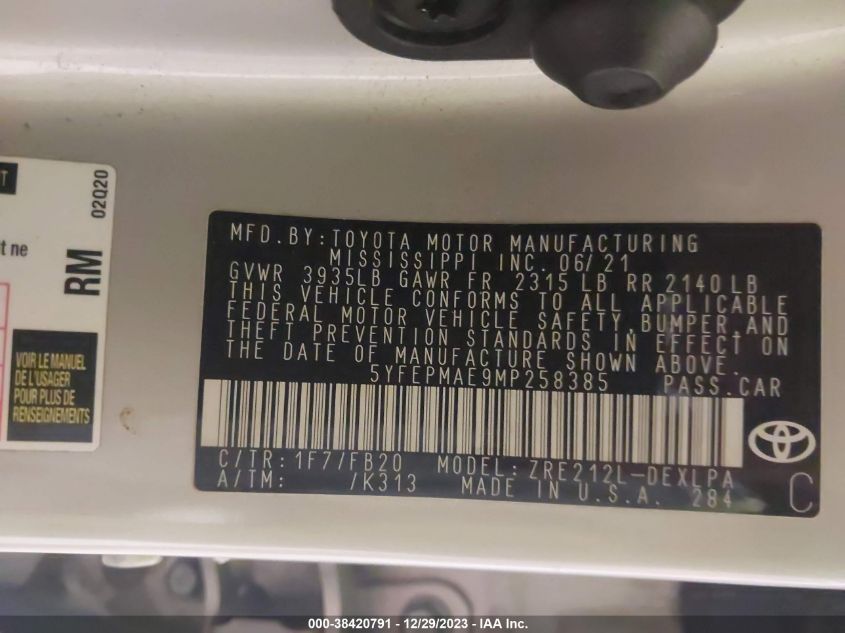 T
02Q20
t ne
RM
VOIR LE MANUEL
DE L'USAGER
POUR PLUS DE
RENSEIGNEMENTS
MFD. BY: TOYOTA MOTOR MANUFACTURING
MISSISSIPPI INC. 06/21
GVWR 3935LB GAWR FR 2315 LB RR 2140 LB
THIS VEHICLE CONFORMS TO ALL APPLICABLE
FEDERAL MOTOR VEHICLE SAFETY, BUMPER, AND
THEFT PREVENTION STANDARDS IN EFFECT ON
THE DATE OF MANUFACTURE SHOWN ABOVE.
5YFEPMAE9MP258385 PASS. CAR
C/TR: 1F7/FB20 MODEL: ZRE212L-DEXLPA
A/TM: /K313 MADE IN U.S.A. 284
C
000-38420791 - 12/29/2023 - IAA Inc.